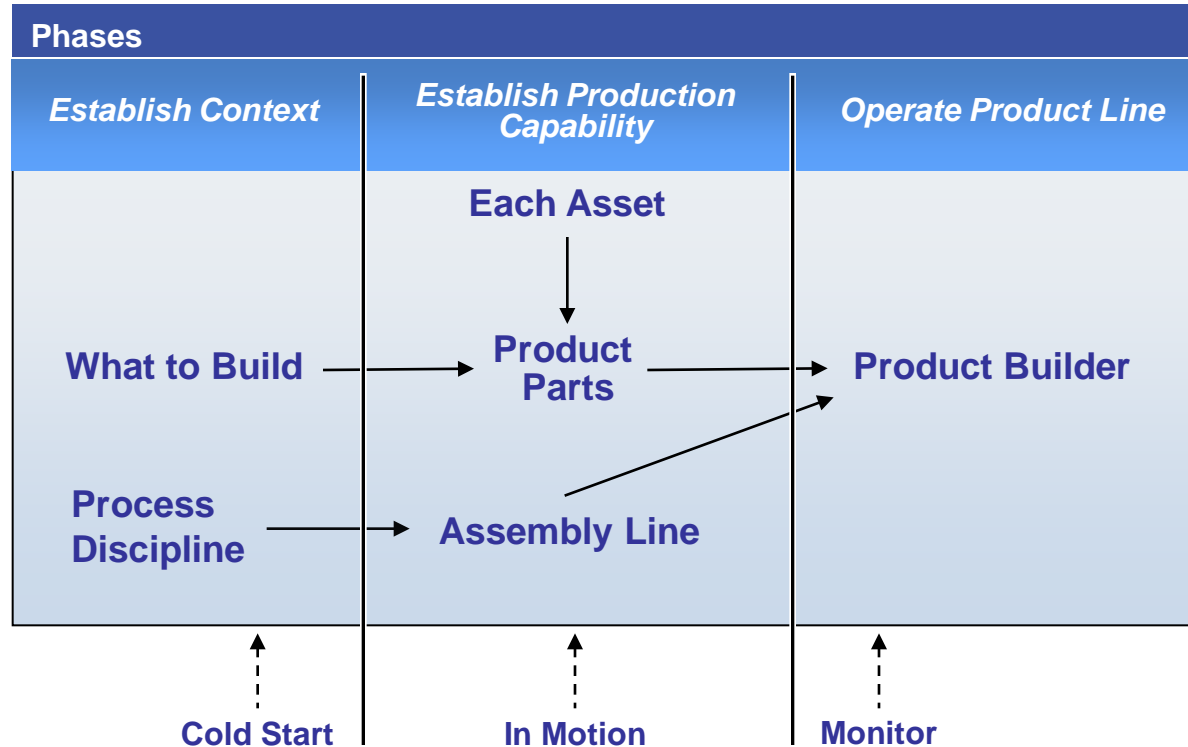 Phases
Establish Context
Establish Production
Capability
Operate Product Line
Each Asset
What to Build
Product
Parts
Product Builder
Process
Discipline
Assembly Line
Cold Start
In Motion
Monitor